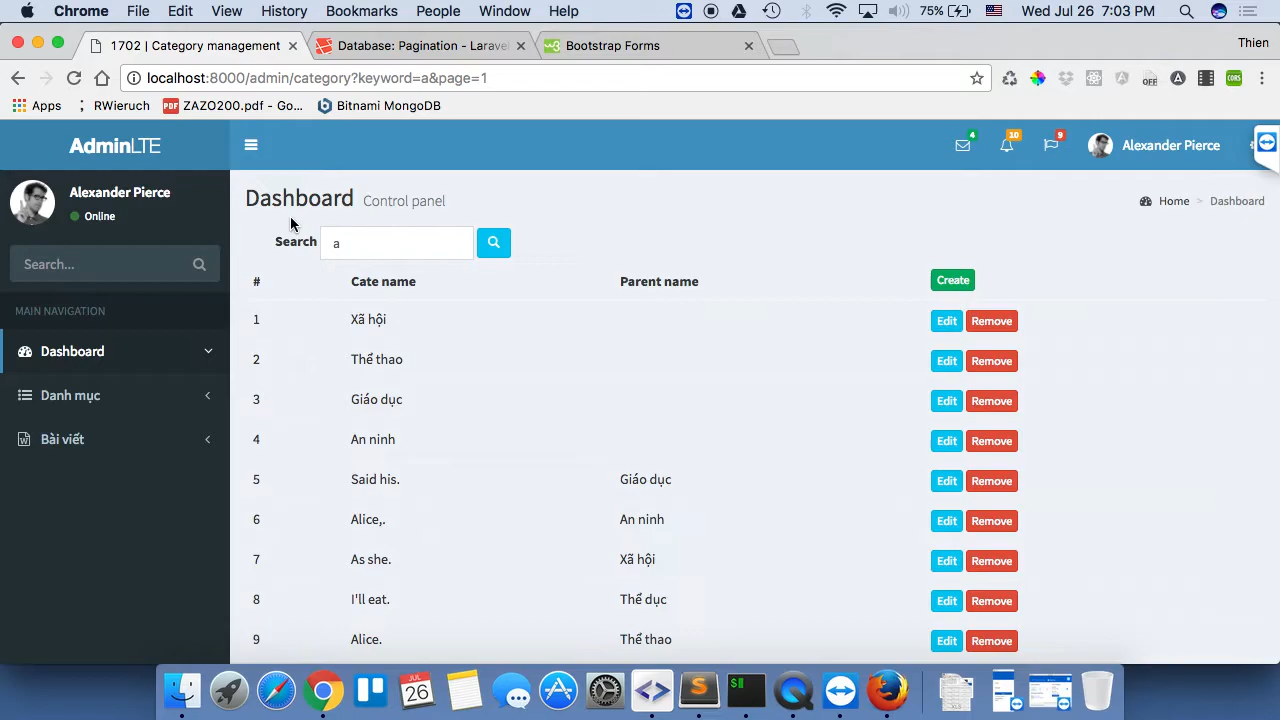 Chrome File Edit View History Bookmarks People Window Help 75% Wed Jul 26 7:03 PM
1702 | Category management Database: Pagination - Laravel Bootstrap Forms Thien
localhost:8000/admin/category?keyword=a&page=1
Apps RWieruch ZAZO200.pdf - Go... Bitnami MongoDB
AdminLTE 4 10 9 Alexander Pierce
Alexander Pierce
Online
Dashboard Control panel Home > Dashboard
Search a
Search...
# Cate name Parent name Create
MAIN NAVIGATION
Dashboard
Danh mục
Bài viết
1 Xã hội Edit Remove
2 Thể thao Edit Remove
3 Giáo dục Edit Remove
4 An ninh Edit Remove
5 Said his. Giáo dục Edit Remove
6 Alice,. An ninh Edit Remove
7 As she. Xã hội Edit Remove
8 I'll eat. Thể dục Edit Remove
9 Alice. Thể thao Edit Remove
JUL
26